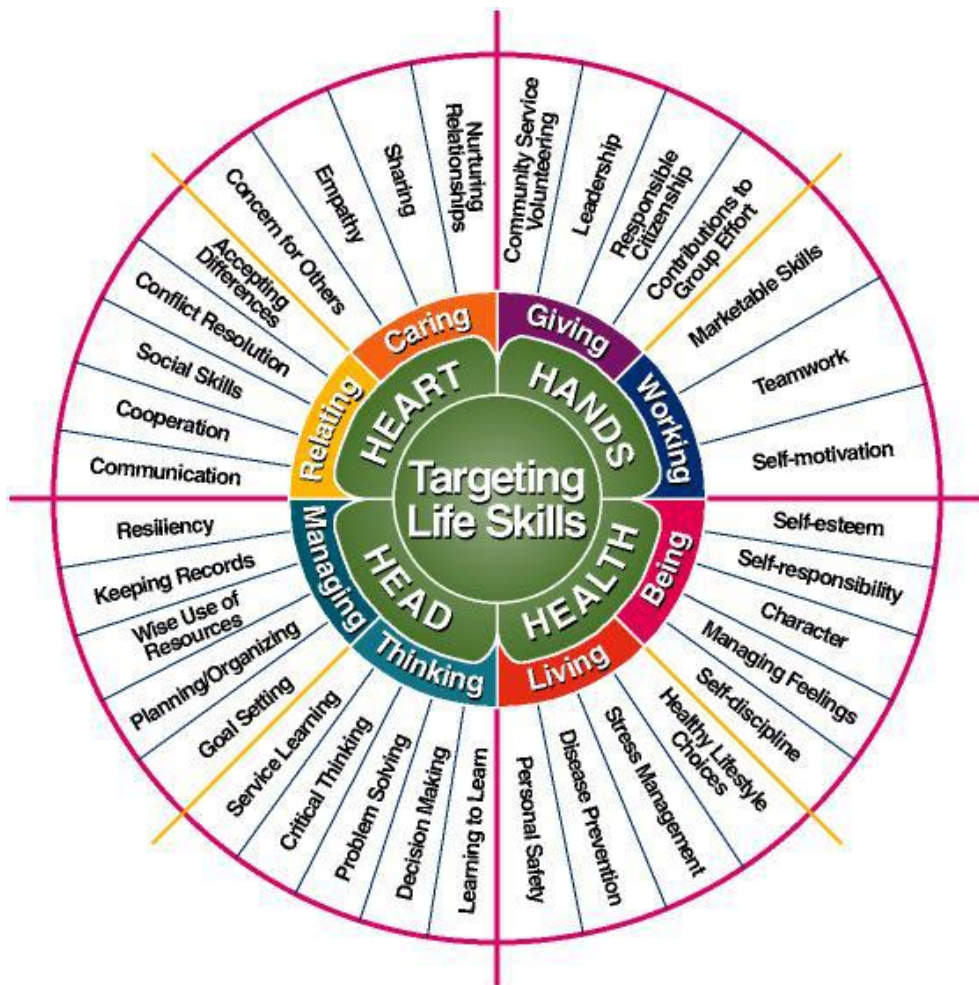 Targeting
Life Skills
HEART
HANDS
HEALTH
HEAD
Caring
Giving
Working
Being
Living
Thinking
Managing
Relating
Nurturing
Relationships
Sharing
Empathy
Concern for Others
Accepting
Differences
Conflict Resolution
Social Skills
Cooperation
Communication
Community Service
Volunteering
Leadership
Responsible
Citizenship
Contributions to
Group Effort
Marketable Skills
Teamwork
Self-motivation
Self-esteem
Self-responsibility
Character
Managing Feelings
Self-discipline
Healthy Lifestyle
Choices
Stress Management
Disease Prevention
Personal Safety
Learning to Learn
Decision Making
Problem Solving
Critical Thinking
Service Learning
Goal Setting
Planning/Organizing
Wise Use of
Resources
Keeping Records
Resiliency